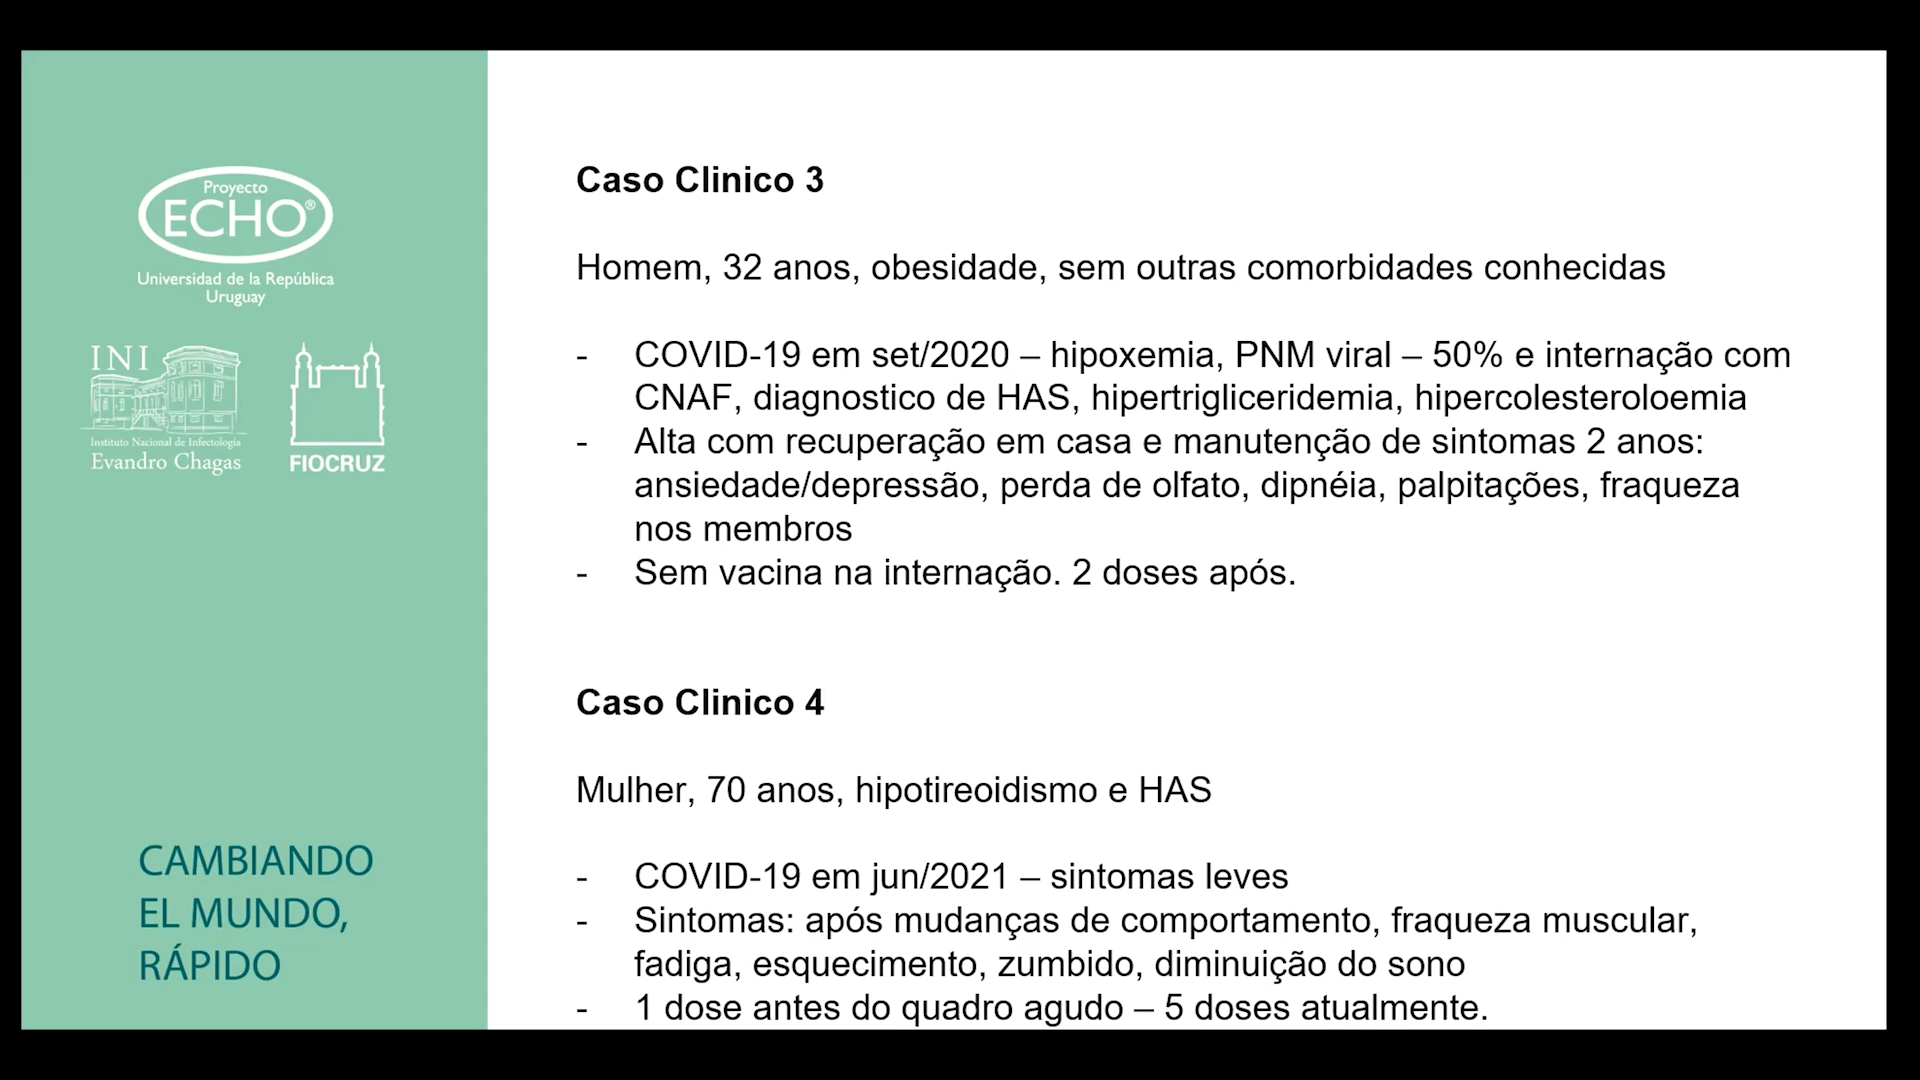 Proyecto
ECHO®
Universidad de la República
Uruguay
INI
Instituto Nacional de Infectologia
Evandro Chagas
FIOCRUZ
CAMBIANDO
EL MUNDO,
RÁPIDO
Caso Clinico 3
Homem, 32 anos, obesidade, sem outras comorbidades conhecidas
- COVID-19 em set/2020 – hipoxemia, PNM viral – 50% e internação com
CNAF, diagnostico de HAS, hipertrigliceridemia, hipercolesteroloemia
- Alta com recuperação em casa e manutenção de sintomas 2 anos:
ansiedade/depressão, perda de olfato, dipnéia, palpitações, fraqueza
nos membros
- Sem vacina na internação. 2 doses após.
Caso Clinico 4
Mulher, 70 anos, hipotireoidismo e HAS
- COVID-19 em jun/2021 – sintomas leves
- Sintomas: após mudanças de comportamento, fraqueza muscular,
fadiga, esquecimento, zumbido, diminuição do sono
- 1 dose antes do quadro agudo – 5 doses atualmente.